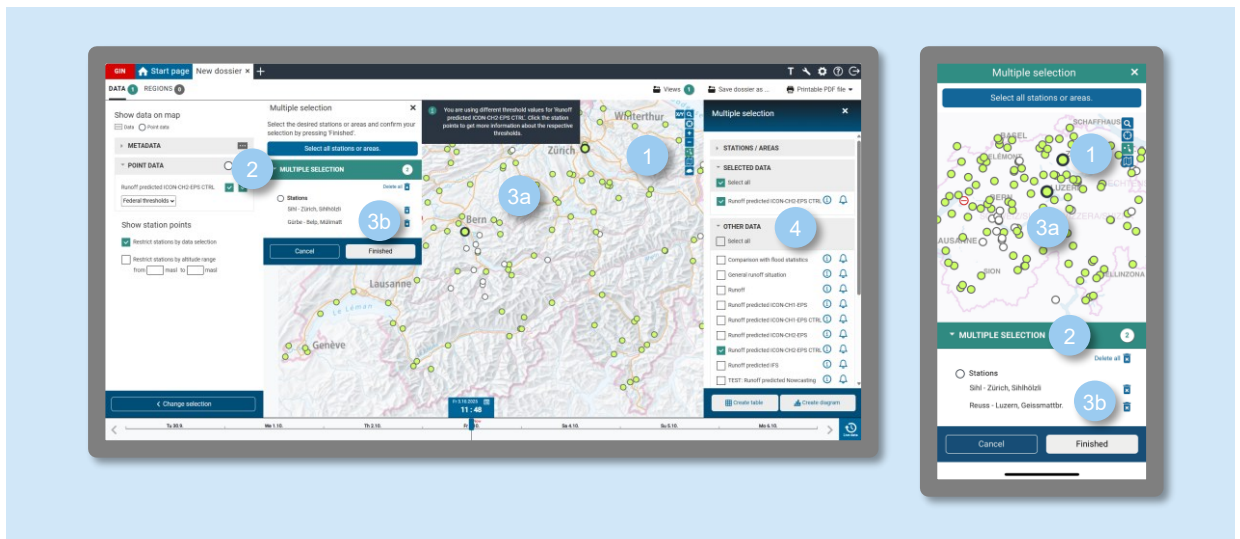 GIN Start page New dossier × +
DATA 1 REGIONS 0
Views 1 Save dossier as ... Printable PDF file
Show data on map
Data Point data
METADATA
POINT DATA
Runoff predicted ICON-CH2-EPS CTRL
Federal thresholds
Show station points
Restrict stations by data selection
Restrict stations by altitude range
from masl to masl
Change selection
2
Multiple selection ×
Select the desired stations or areas and confirm your
selection by pressing 'Finished'.
Select all stations or areas.
MULTIPLE SELECTION 2
Delete all
Stations
Sihl - Zürich, Sihlhölzli
Gürbe - Belp, Mülimatt
3b
Cancel Finished
You are using different threshold values for 'Runoff
predicted ICON-CH2-EPS CTRL'. Click the station
points to get more information about the respective
thresholds.
Winterthur
X/Y
Zürich
1
3a
Bern
Lausanne
Le Léman
Genève
Multiple selection ×
STATIONS / AREAS
SELECTED DATA
Select all
Runoff predicted ICON-CH2-EPS CTRL
4
OTHER DATA
Select all
Comparison with flood statistics
General runoff situation
Runoff
Runoff predicted ICON-CH1-EPS
Runoff predicted ICON-CH1-EPS CTRL
Runoff predicted ICON-CH2-EPS
Runoff predicted ICON-CH2-EPS CTRL
Runoff predicted IFS
TEST: Runoff predicted Nowcasting
Create table Create diagram
Fr 3.10.2025
11 : 48
Tu 30.9. We 1.10. Th 2.10. Sa 4.10. Su 5.10. Mo 6.10.
Multiple selection ×
Select all stations or areas.
SCHAFFHAUS
BASEL
1
LUZERN
BERN
3a
LAUSANNE
SION
BELLINZONA
MULTIPLE SELECTION 2 2
Delete all
Stations
Sihl - Zürich, Sihlhölzli
Reuss - Luzern, Geissmattbr.
3b
Cancel Finished